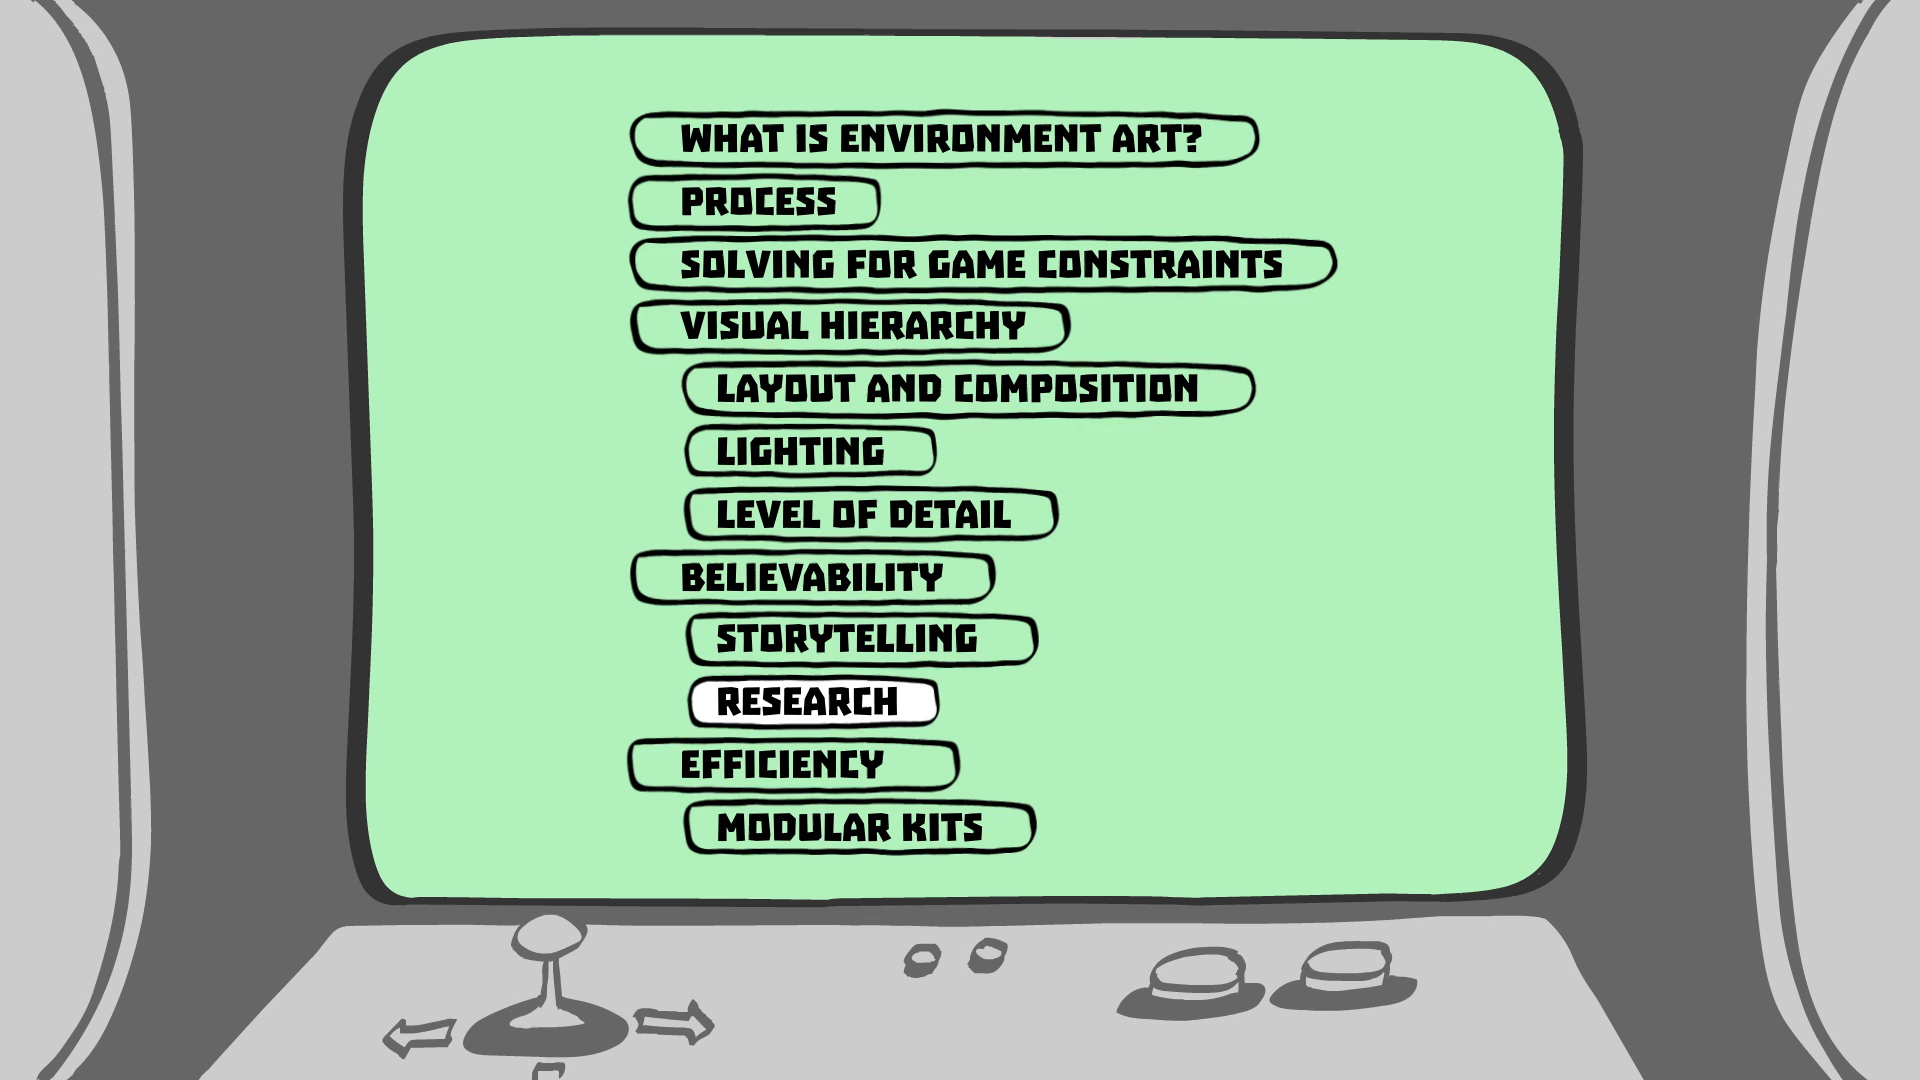 WHAT IS ENVIRONMENT ART?
PROCESS
SOLVING FOR GAME CONSTRAINTS
VISUAL HIERARCHY
LAYOUT AND COMPOSITION
LIGHTING
LEVEL OF DETAIL
BELIEVABILITY
STORYTELLING
RESEARCH
EFFICIENCY
MODULAR KITS